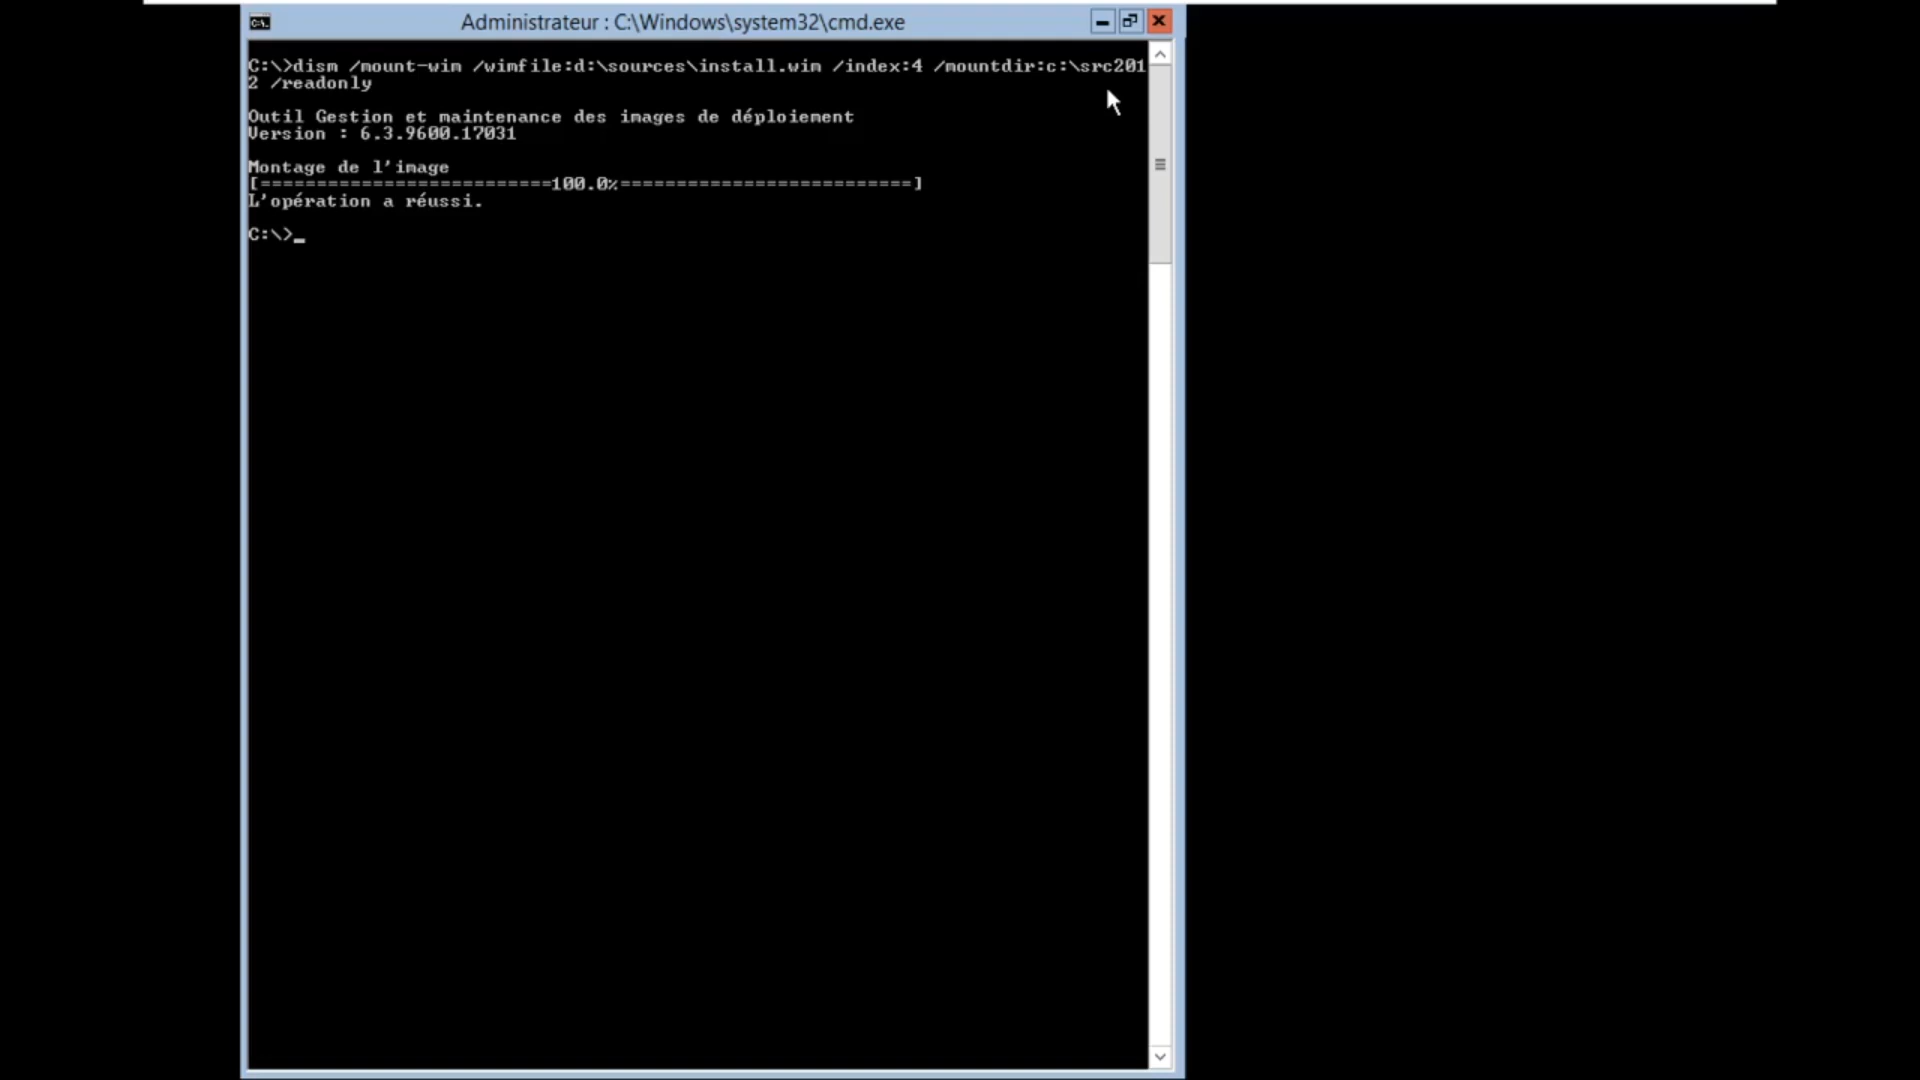 Administrateur : C:\Windows\system32\cmd.exe
C:\>dism /mount-wim /wimfile:d:\sources\install.wim /index:4 /mountdir:c:\src201
2 /readonly
Outil Gestion et maintenance des images de déploiement
Version : 6.3.9600.17031
Montage de l'image
[==========================100.0%==========================]
L'opération a réussi.
C:\>_